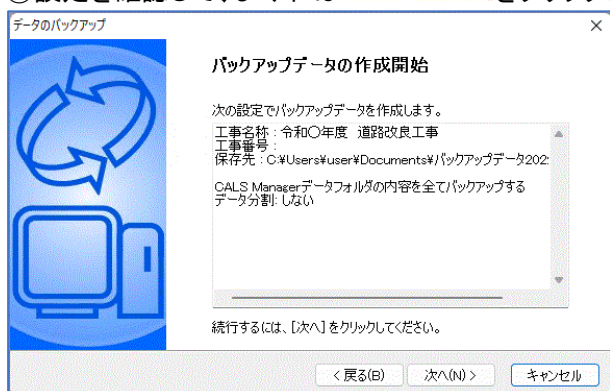 データのバックアップ
バックアップデータの作成開始
次の設定でバックアップデータを作成します。
工事名称 : 令和〇年度 道路改良工事
工事番号 :
保存先 : C:¥Users¥user¥Documents¥バックアップデータ202
CALS Managerデータフォルダの内容を全てバックアップする
データ分割: しない
続行するには、[次へ] をクリックしてください。
< 戻る(B) 次へ(N) > キャンセル